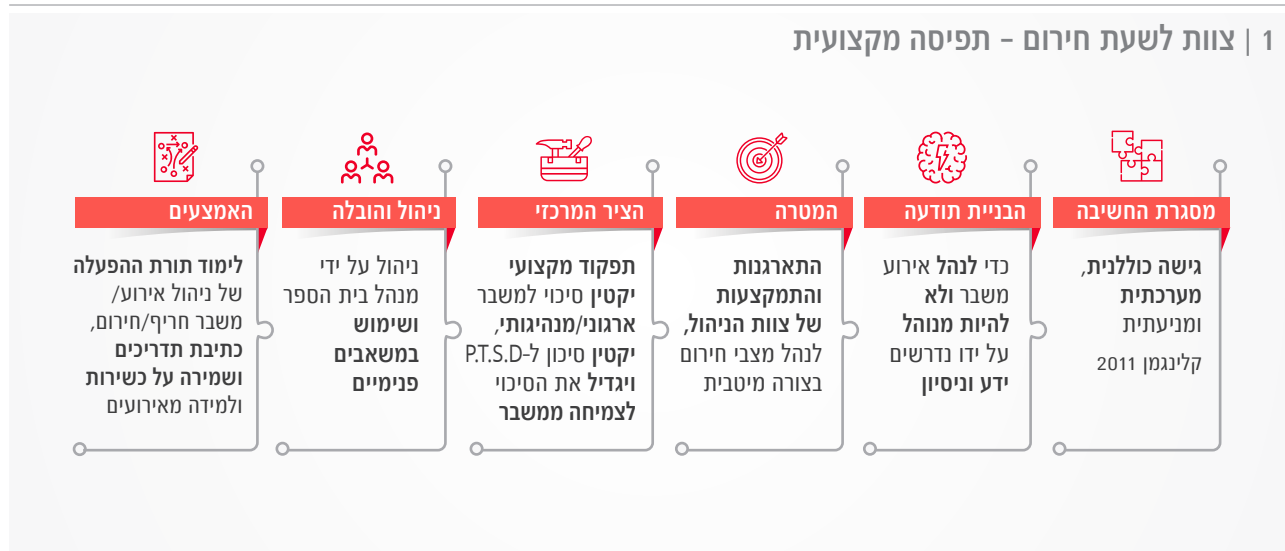 1 | צוות לשעת חירום – תפיסה מקצועית
מסגרת החשיבה
גישה כוללנית,
מערכתית
ומניעתית
קלינגמן 2011
הבניית תודעה
כדי לנהל אירוע
משבר ולא
להיות מנוהל
על ידו נדרשים
ידע וניסיון
המטרה
התארגנות
והתמקצעות
של צוות הניהול,
לנהל מצבי חירום
בצורה מיטבית
הציר המרכזי
תפקוד מקצועי
יקטין סיכוי למשבר
ארגוני/מנהיגותי,
יקטין סיכון ל-P.T.S.D
ויגדיל את הסיכוי
לצמיחה ממשבר
ניהול והובלה
ניהול על ידי
מנהל בית הספר
ושימוש
במשאבים
פנימיים
האמצעים
לימוד תורת ההפעלה
של ניהול אירוע/
משבר חריף/חירום,
כתיבת תדריכים
ושמירה על כשירות
ולמידה מאירועים